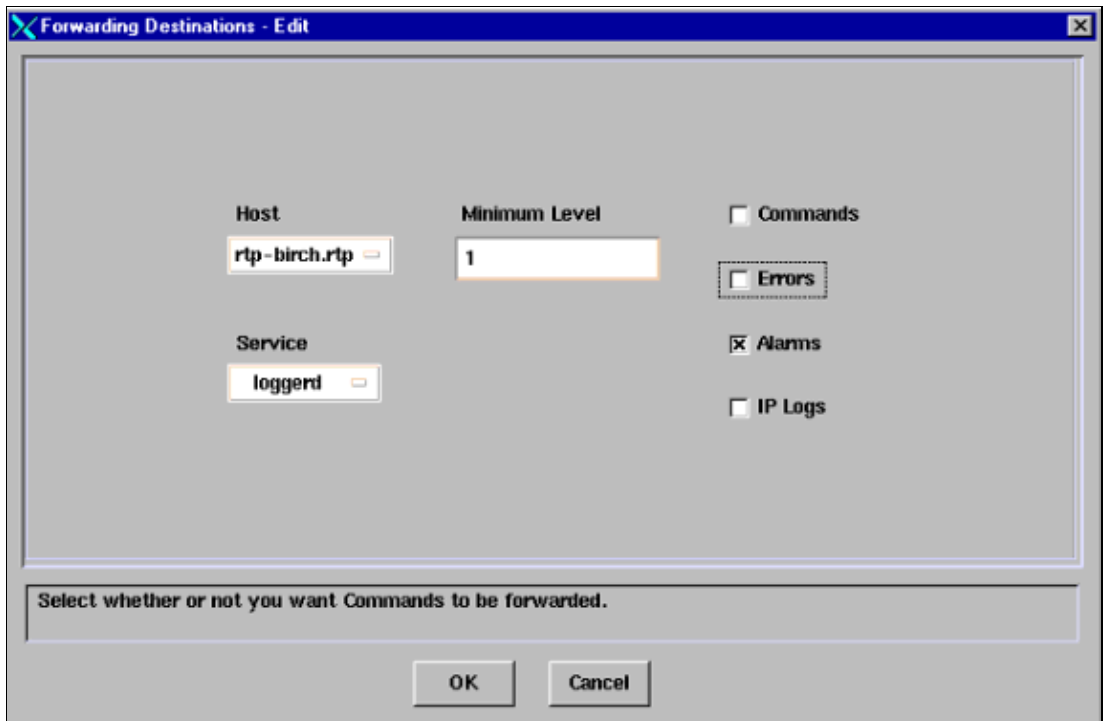 Forwarding Destinations - Edit
Host
Minimum Level
Commands
rtp-birch.rtp
1
Errors
Service
Alarms
loggerd
IP Logs
Select whether or not you want Commands to be forwarded.
OK
Cancel